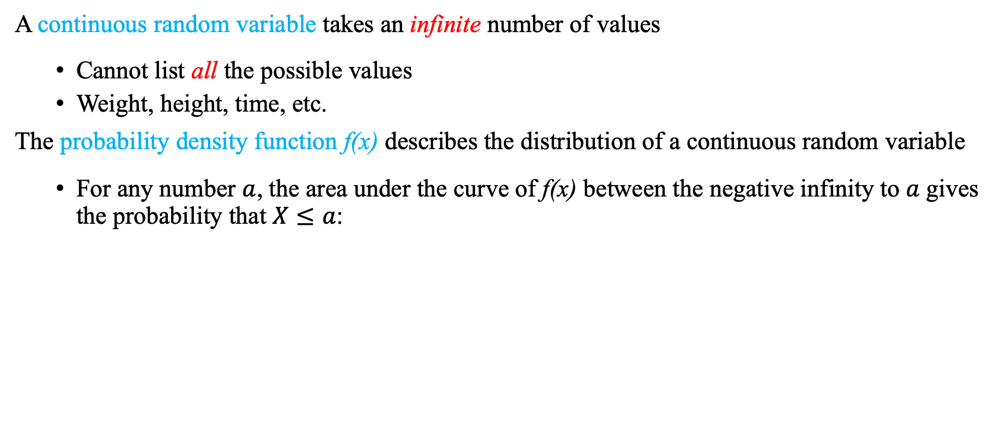 A continuous random variable takes an infinite number of values
• Cannot list all the possible values
• Weight, height, time, etc.
The probability density function f(x) describes the distribution of a continuous random variable
• For any number a, the area under the curve of f(x) between the negative infinity to a gives
the probability that X ≤ a: